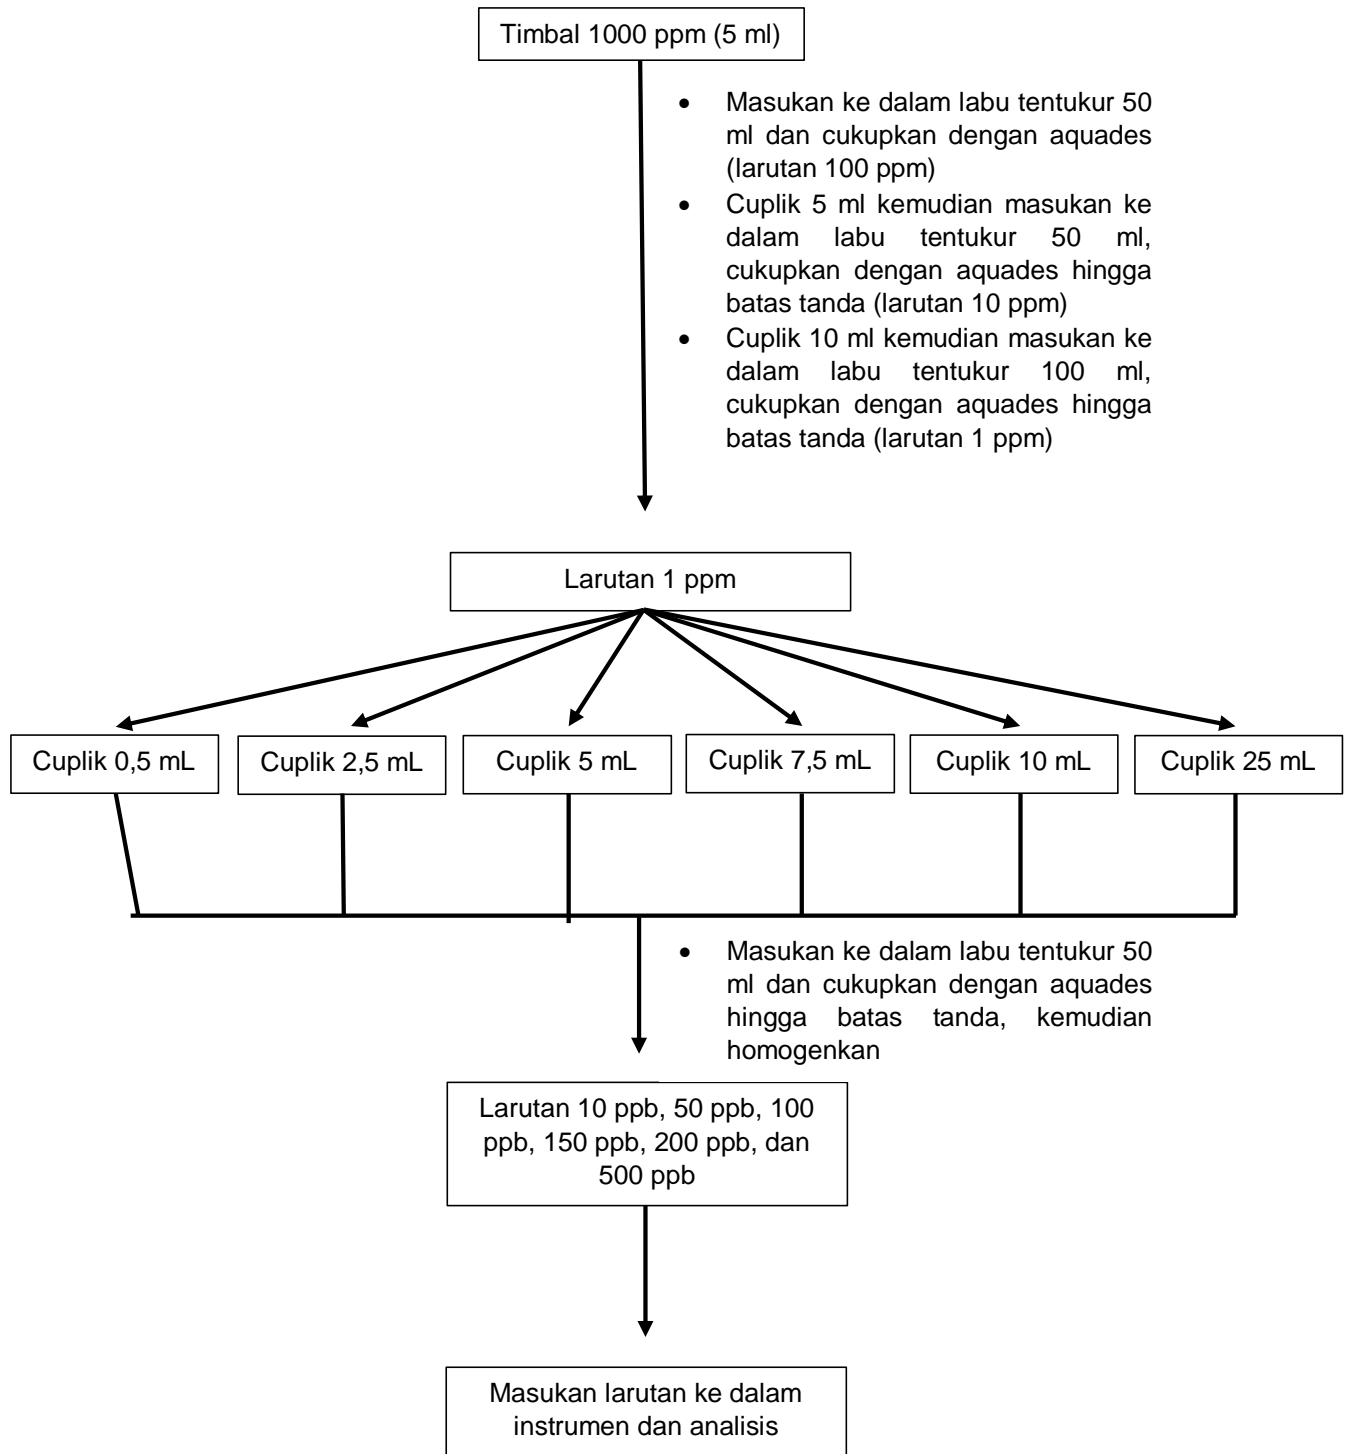 Timbal 1000 ppm (5 ml)
• Masukan ke dalam labu tentukur 50
ml dan cukupkan dengan aquades
(larutan 100 ppm)
• Cuplik 5 ml kemudian masukan ke
dalam labu tentukur 50 ml,
cukupkan dengan aquades hingga
batas tanda (larutan 10 ppm)
• Cuplik 10 ml kemudian masukan ke
dalam labu tentukur 100 ml,
cukupkan dengan aquades hingga
batas tanda (larutan 1 ppm)
Larutan 1 ppm
Cuplik 0,5 mL
Cuplik 2,5 mL
Cuplik 5 mL
Cuplik 7,5 mL
Cuplik 10 mL
Cuplik 25 mL
• Masukan ke dalam labu tentukur 50
ml dan cukupkan dengan aquades
hingga batas tanda, kemudian
homogenkan
Larutan 10 ppb, 50 ppb, 100
ppb, 150 ppb, 200 ppb, dan
500 ppb
Masukan larutan ke dalam
instrumen dan analisis